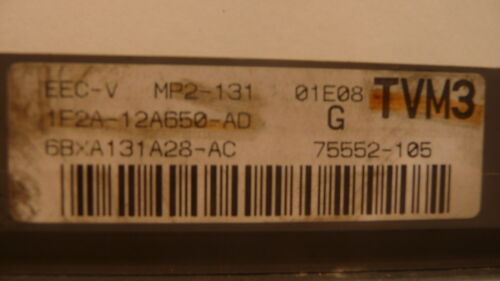 EEC-V MP2-131 01E08 TVM3
1F2A-12A650-AD G
6BXA131A28-AC 75552-105